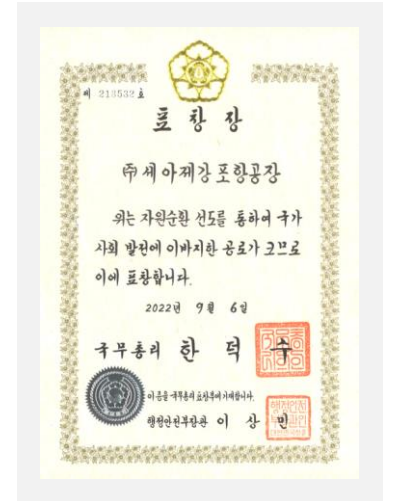 제 213532 호
표 창 장
㈜세아제강 포항공장
위는 자원순환 선도를 통하여 국가
사회 발전에 이바지한 공로가 크므로
이에 표창합니다.
2022년 9월 6일
국무총리 한 덕 수
이 증을 국무총리 표창부에 기재합니다.
행정안전부장관 이 상 민